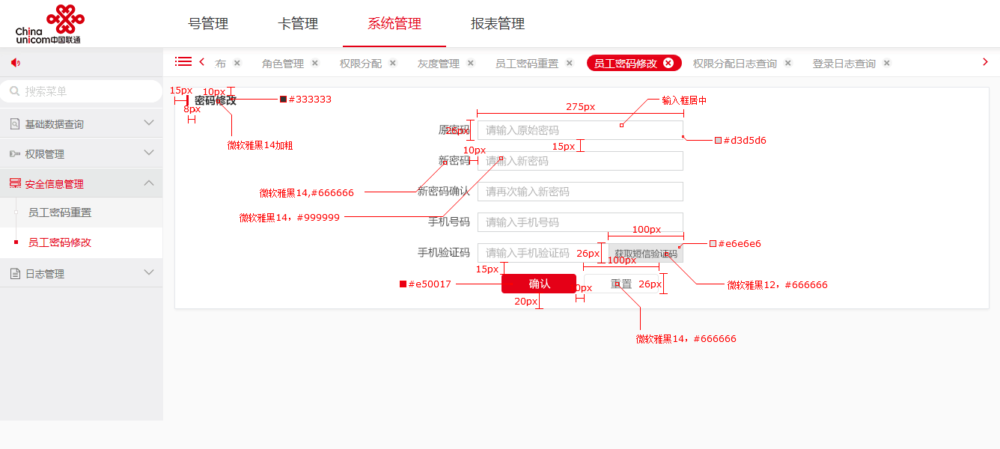 号管理 卡管理 系统管理 报表管理
China
unicom中国联通
布 × 角色管理 × 权限分配 × 灰度管理 × 员工密码重置 × 员工密码修改 × 权限分配日志查询 × 登录日志查询 ×
搜索菜单
基础数据查询
权限管理
安全信息管理
员工密码重置
员工密码修改
日志管理
15px 10px
密码修改
#333333
8px
微软雅黑14加粗
275px
输入框居中
原密码
26px
请输入原始密码
#d3d5d6
15px
10px
新密码
请输入新密码
微软雅黑14,#666666
新密码确认
请再次输入新密码
微软雅黑14，#999999
手机号码
请输入手机号码
100px
#e6e6e6
手机验证码
请输入手机验证码
26px
获取短信验证码
100px
15px
#e50017
确认
重置
26px
微软雅黑12，#666666
20px
微软雅黑14，#666666